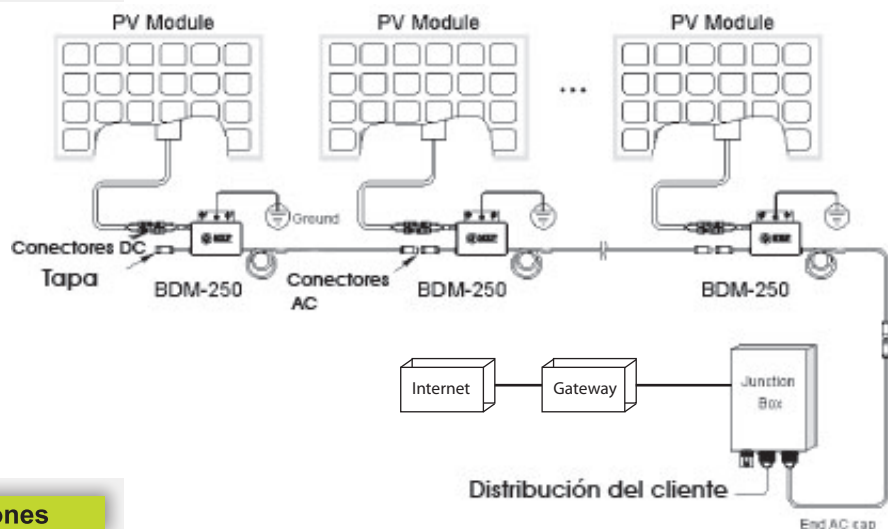 PV Module
PV Module
PV Module
...
Ground
Conectores DC
Tapa
BDM-250
Conectores
AC
BDM-250
BDM-250
Internet
Gateway
Junction
Box
Distribución del cliente
End AC cap
ones